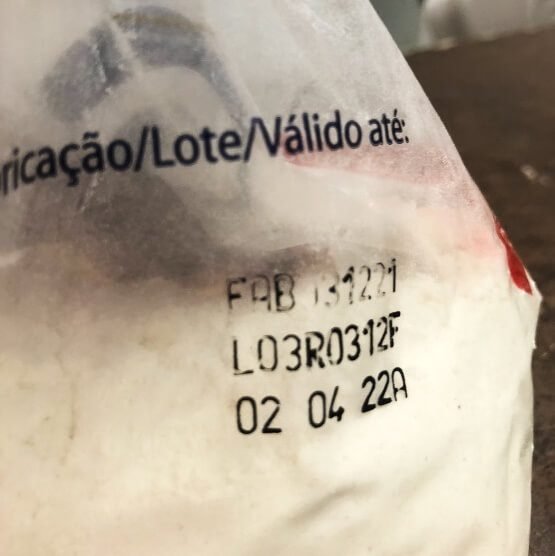 ricação/Lote/Válido até:
FAB 031221
L03R0312F
02 04 22A